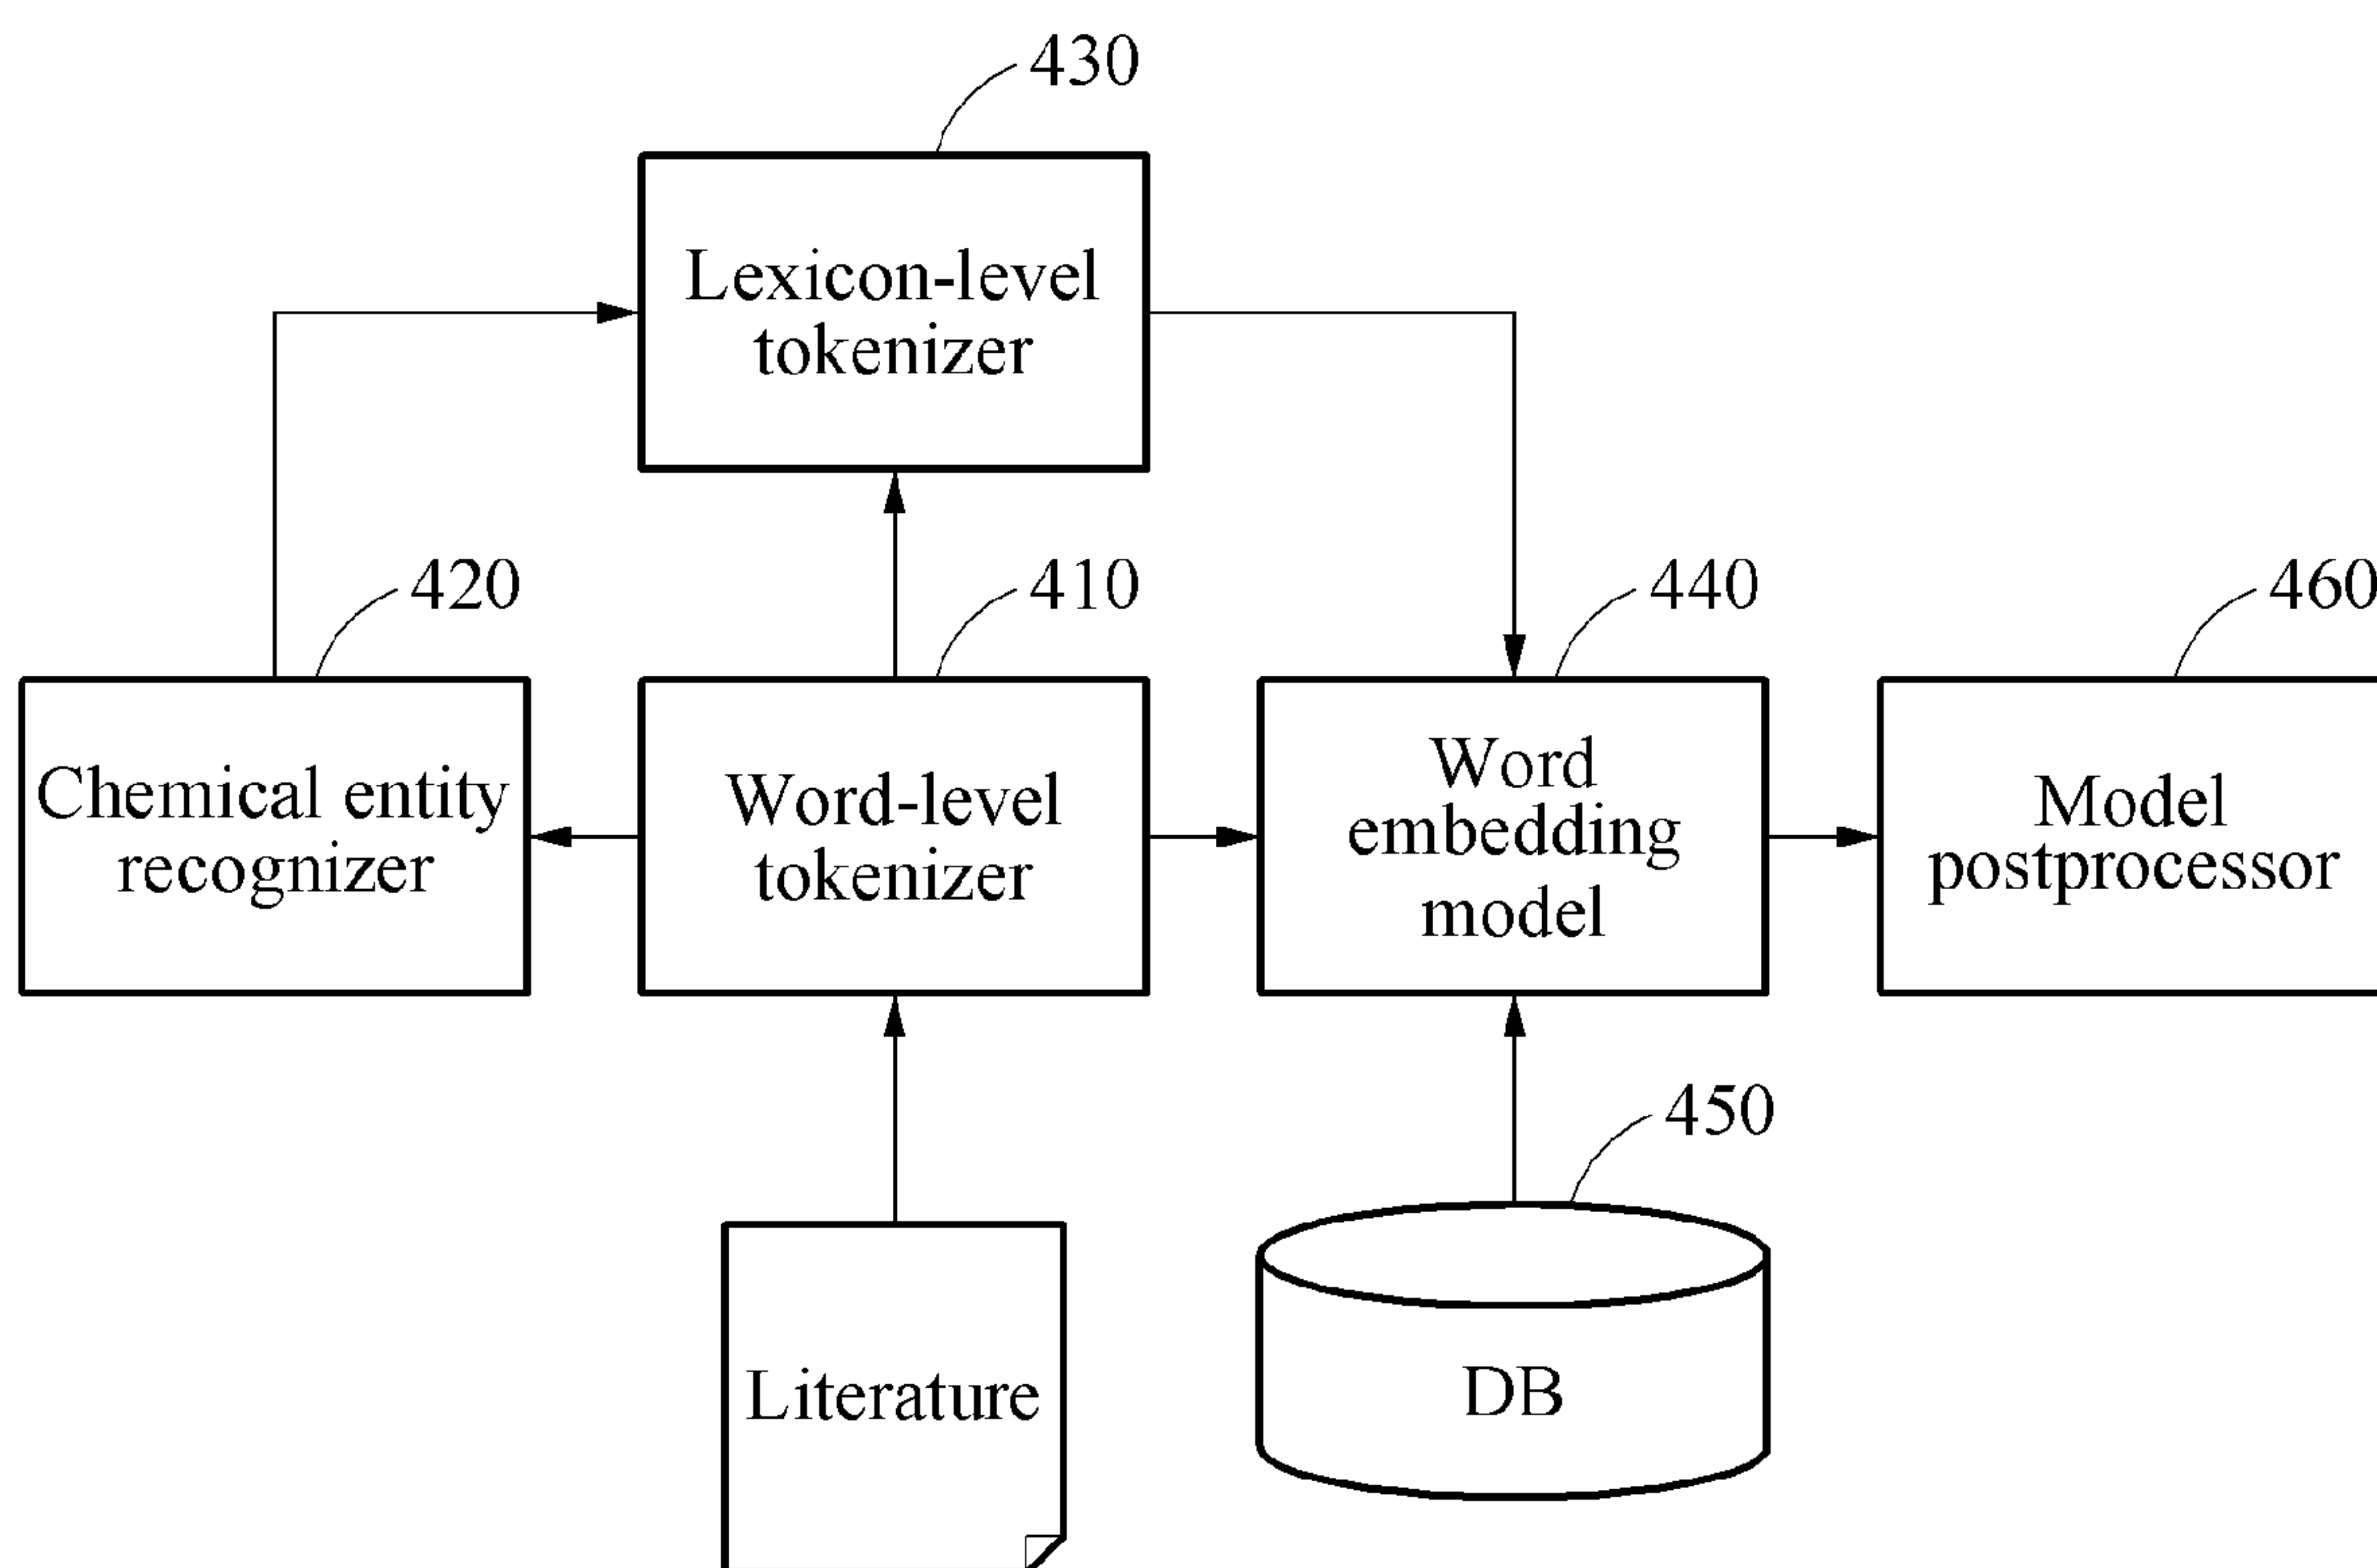 430
Lexicon-level
tokenizer
420
410
440
460
Chemical entity
recognizer
Word-level
tokenizer
Word
embedding
model
Model
postprocessor
450
Literature
DB